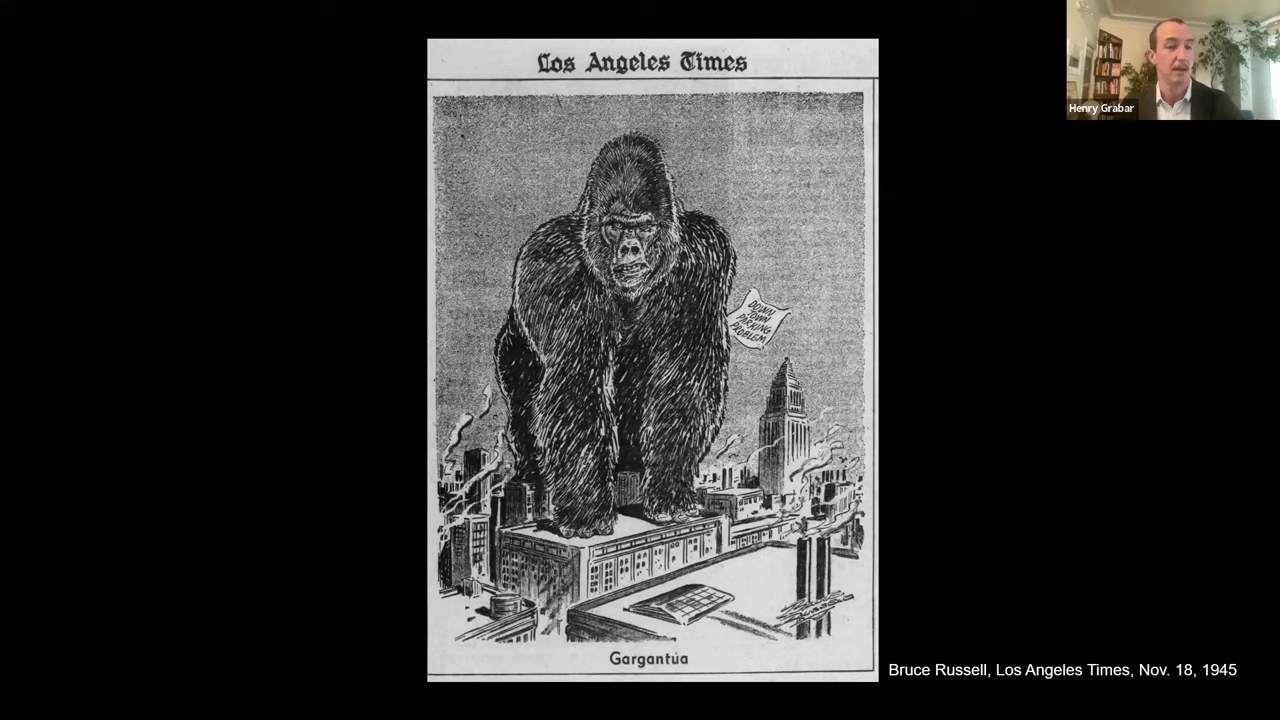 Los Angeles Times
Henry Grabar
DOWN
TOWN
PARKING
PROBLEM
Gargantua
Bruce Russell, Los Angeles Times, Nov. 18, 1945